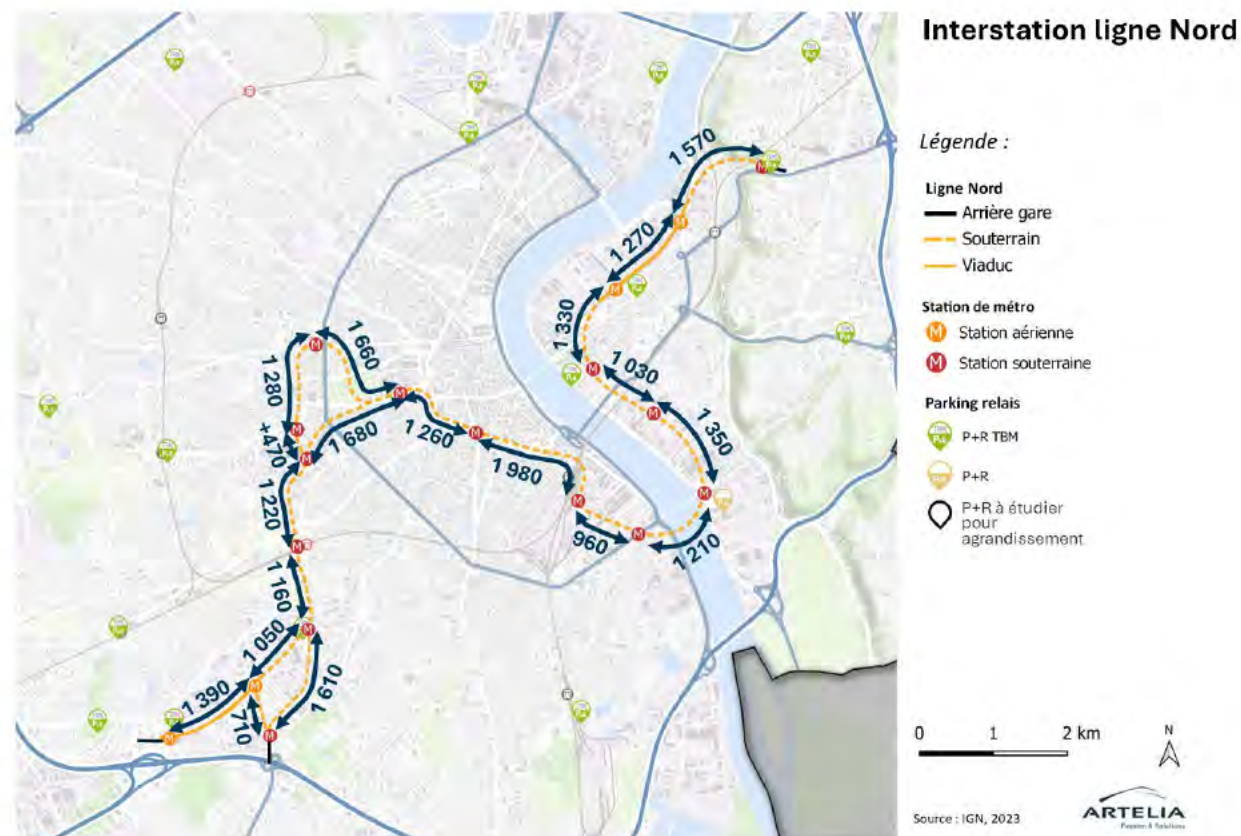 Interstation ligne Nord
Légende :
Ligne Nord
Arrière gare
Souterrain
Viaduc
Station de métro
M Station aérienne
M Station souterraine
Parking relais
P+R TBM
P+R
P+R à étudier
pour
agrandissement
0 1 2 km
N
Source : IGN, 2023
ARTELIA
1 570
1 270
1 330
1 030
1 350
1 210
960
1 980
1 260
1 680
1 660
1 280
+470
1 220
1 160
1 050
1 390
710
1 610